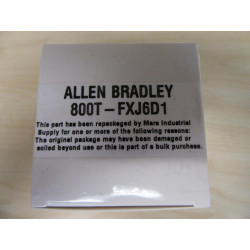 ALLEN BRADLEY
800T-FXJ6D1
This part has been repackaged by Mara Industrial
Supply for one or more of the following reasons:
The original package may have been damaged or
soiled beyond use or this is part of a bulk purchase.